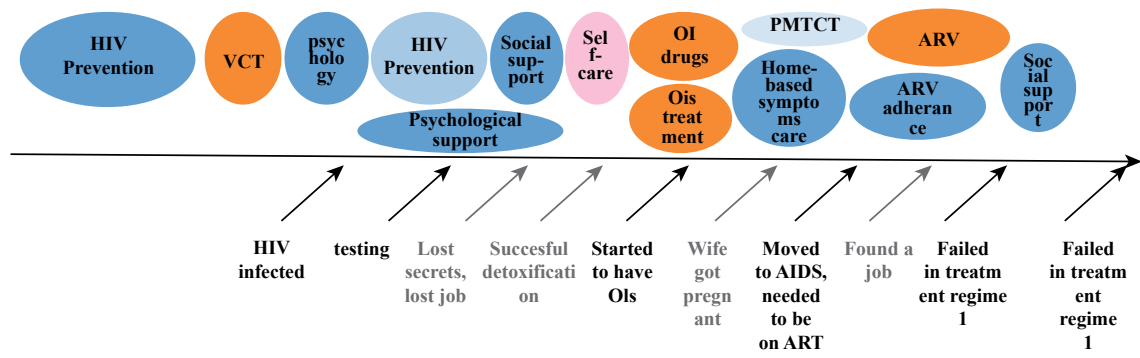 HIV
Prevention
VCT
psyc
holo
gy
HIV
Prevention
Social
sup-
port
Sel
f-
care
OI
drugs
PMTCT
ARV
Psychological
support
Ois treat
ment
Home-
based
sympto
ms
care
ARV
adhera
nce
Soc
ial
sup
por
t
HIV
infected
testing
Lost
secrets,
lost job
Succesful
detoxificati
on
Started
to have
OIs
Wife
got
pregn
ant
Moved
to AIDS,
needed
to be
on ART
Found a
job
Failed
in treatm
ent regime
1
Failed
in treatm
ent
regime
1